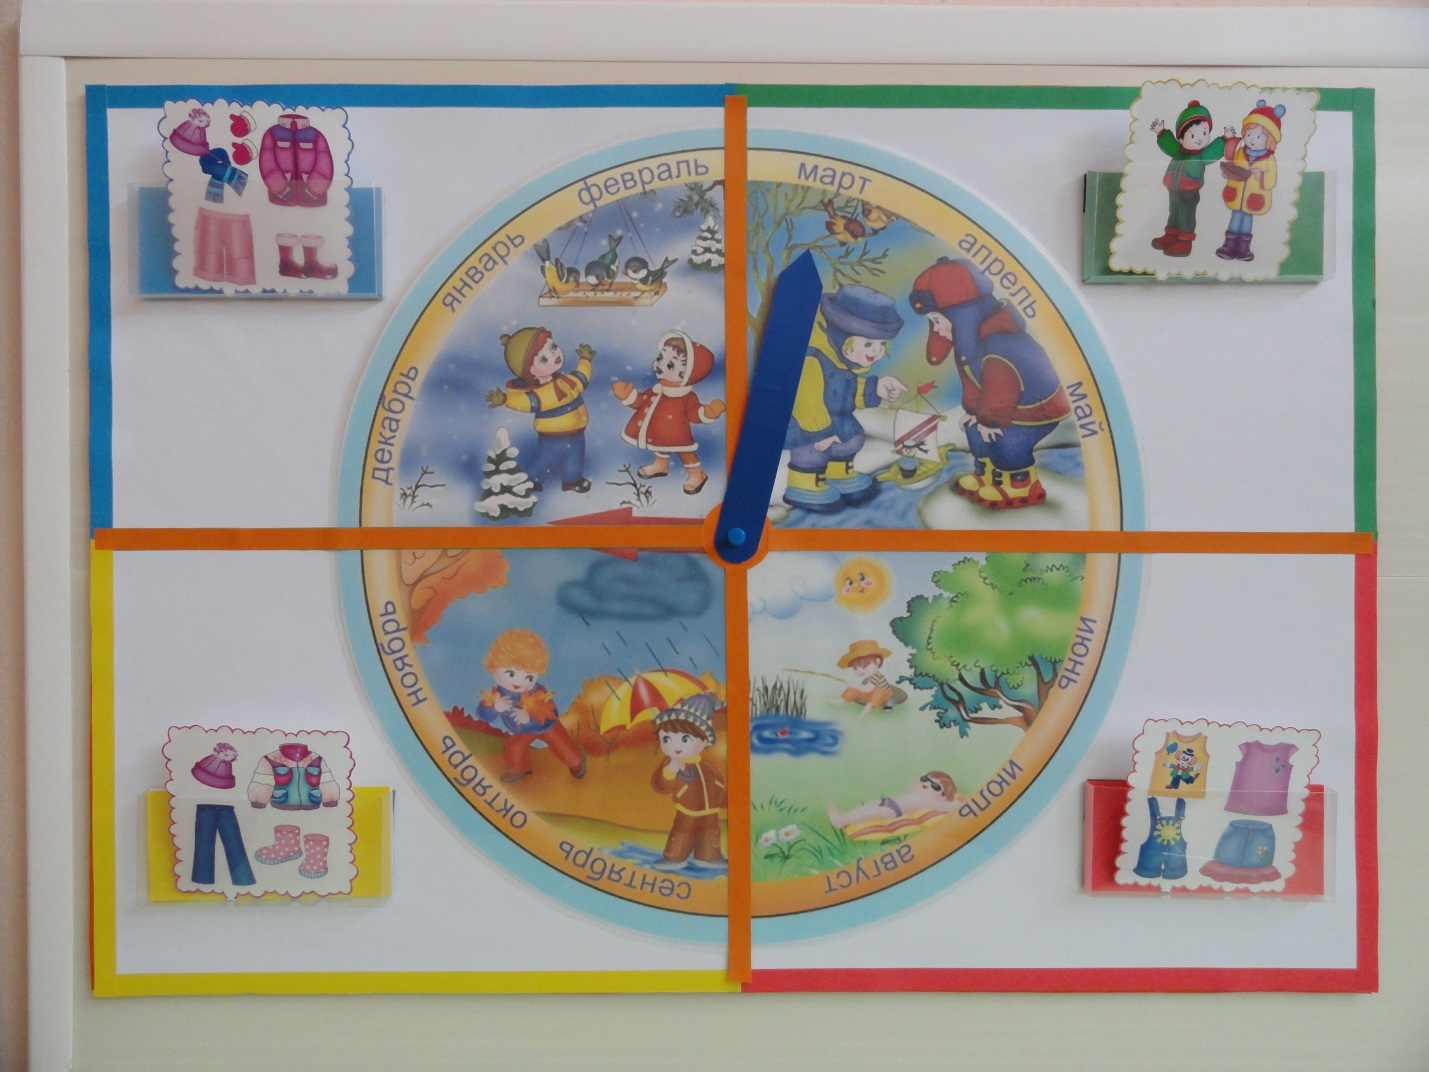 январь
февраль
март
апрель
май
июнь
июль
август
сентябрь
октябрь
ноябрь
декабрь